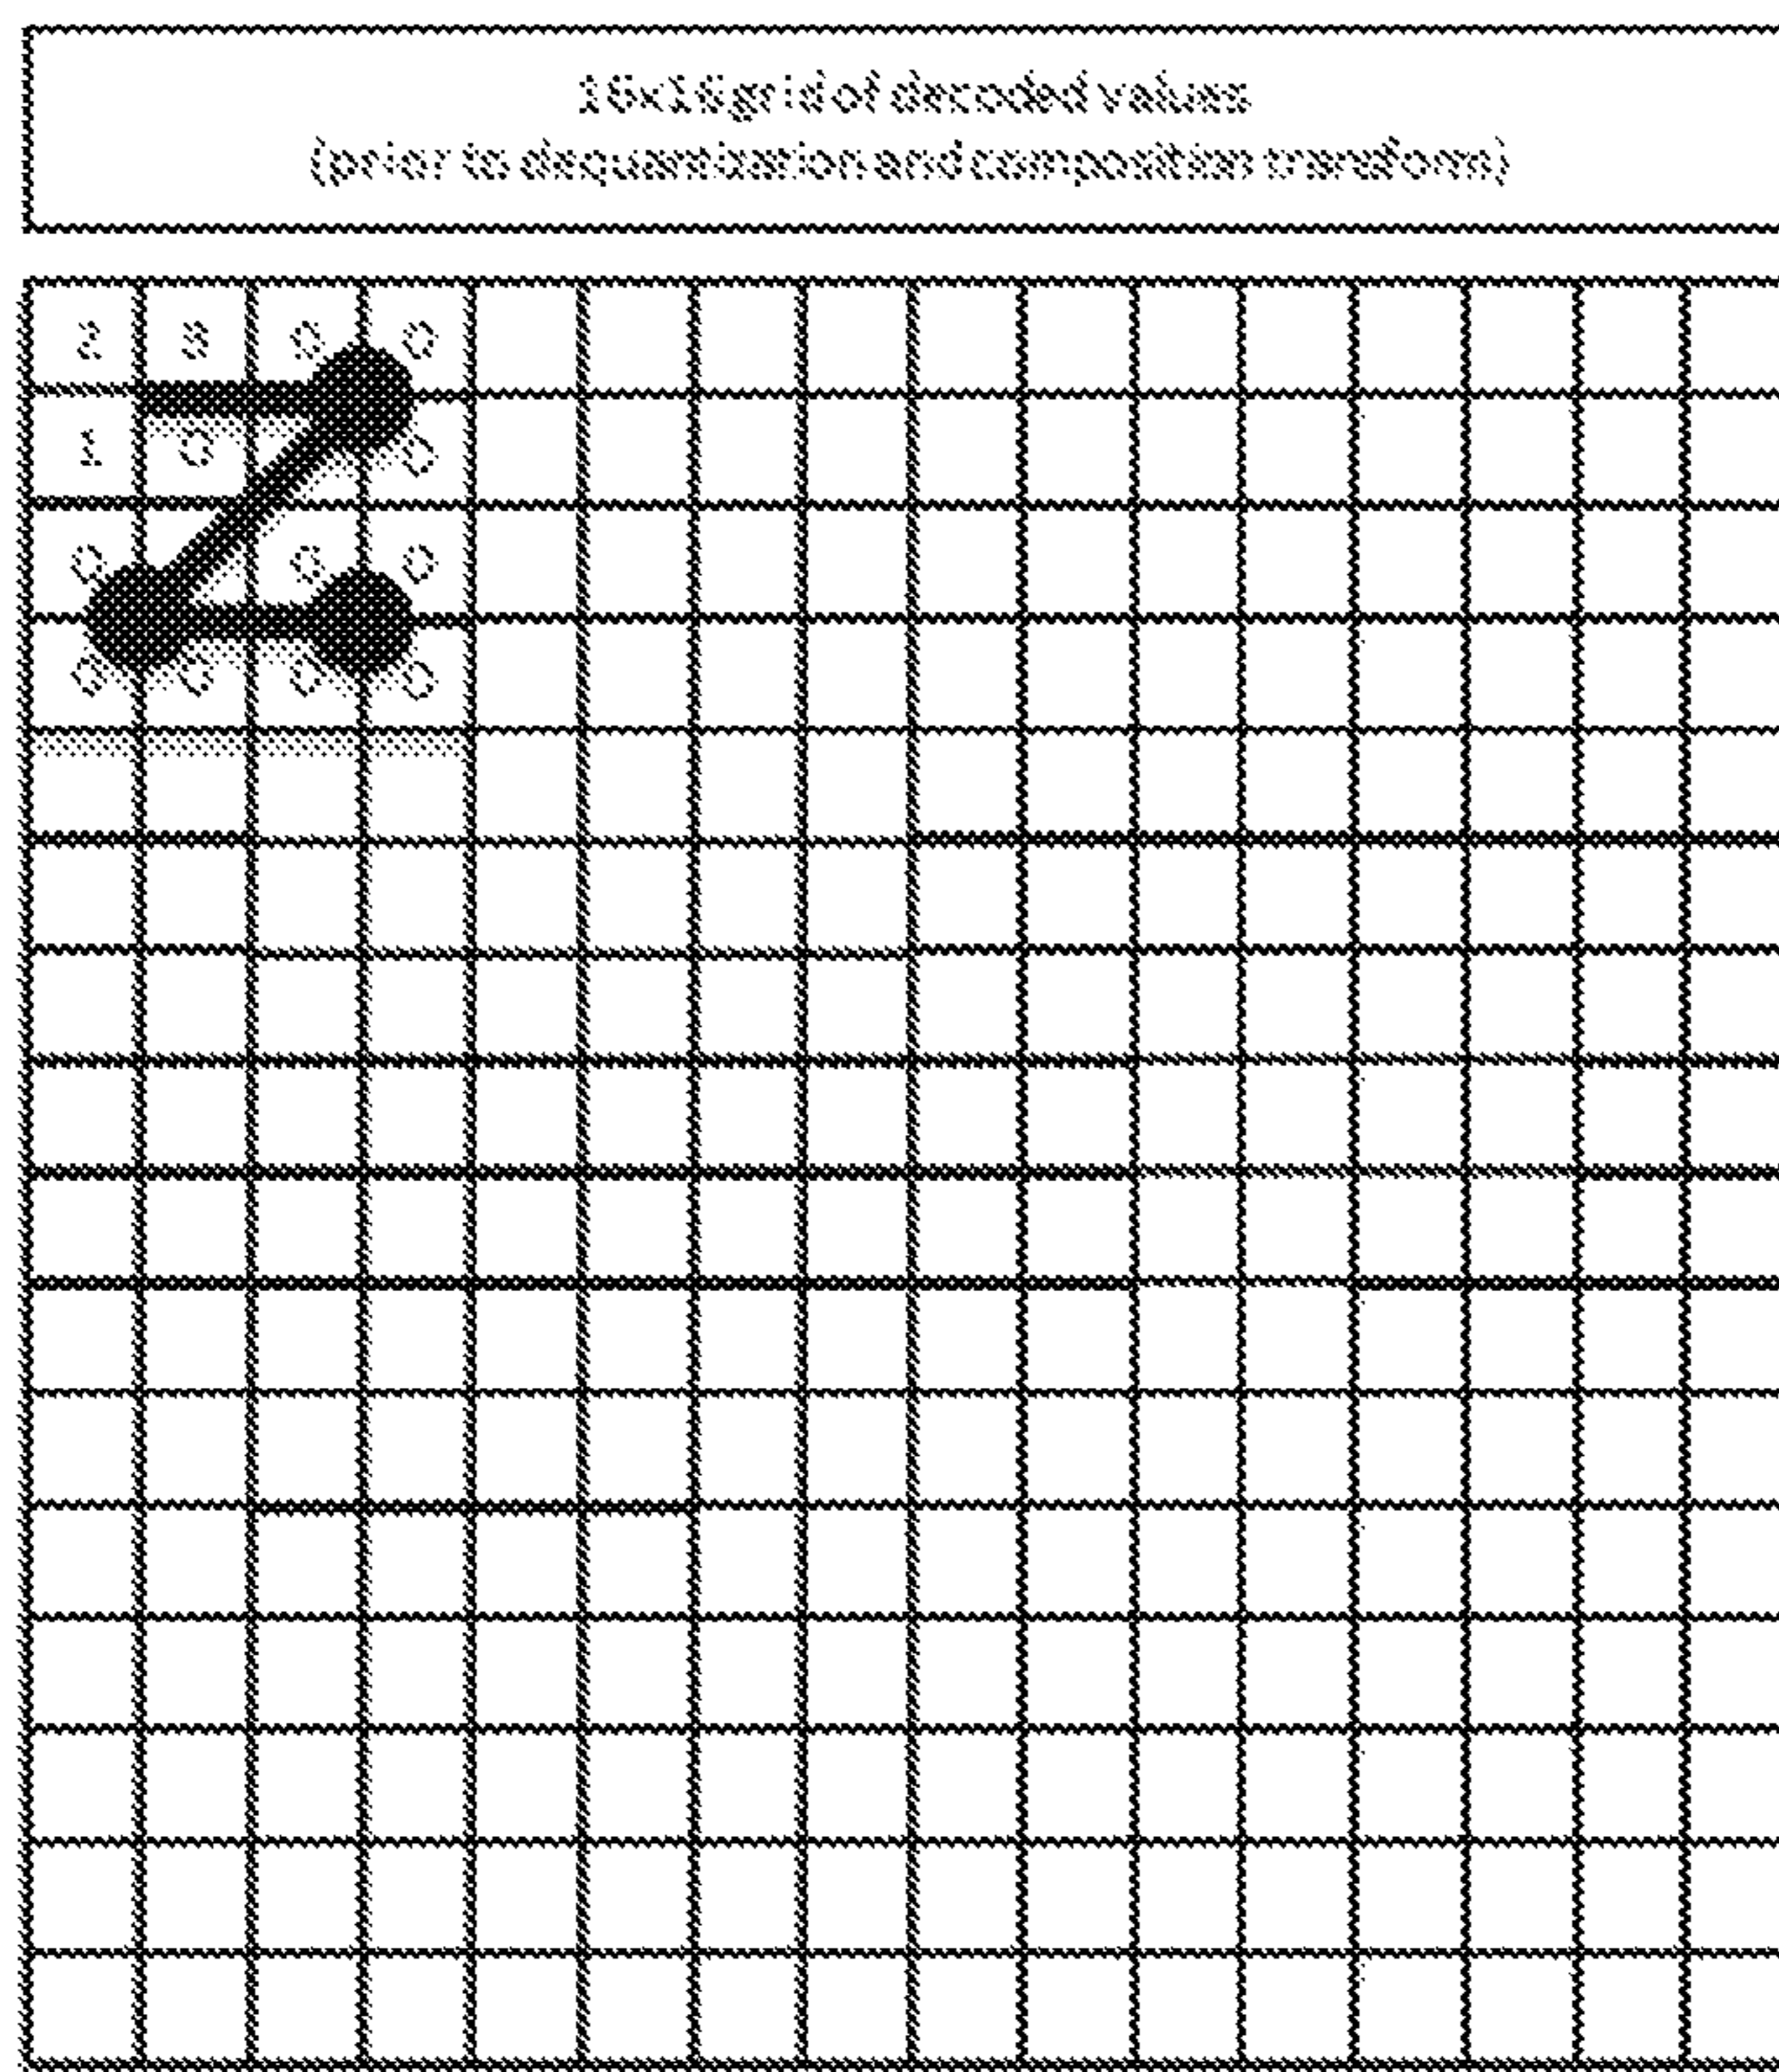 16x16 grid of decoded values
(prior to dequantization and composition transform)
2 3 0 0
1 0 0
0 0 0
0 0 0 0